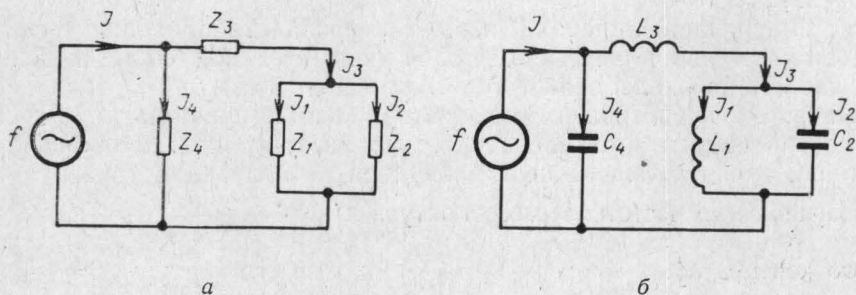 J
Z₃
J₃
J₄
J₁
J₂
f
Z₄
Z₁
Z₂
а
J
L₃
J₃
J₄
J₁
J₂
f
C₄
L₁
C₂
б